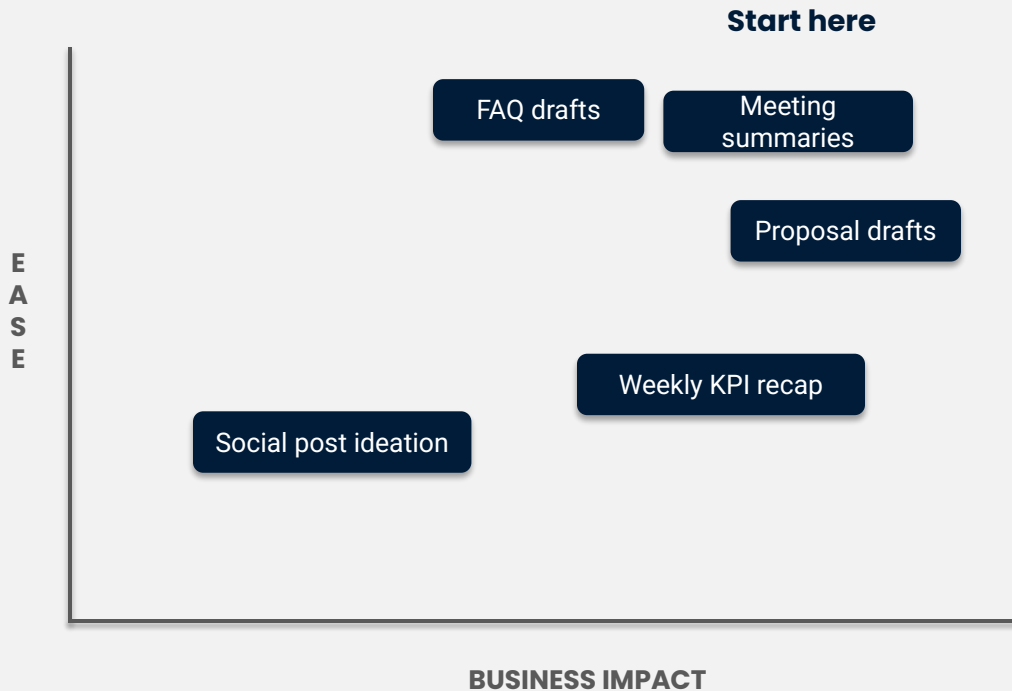 Start here
FAQ drafts
Meeting
summaries
Proposal drafts
E
A
S
E
Weekly KPI recap
Social post ideation
BUSINESS IMPACT